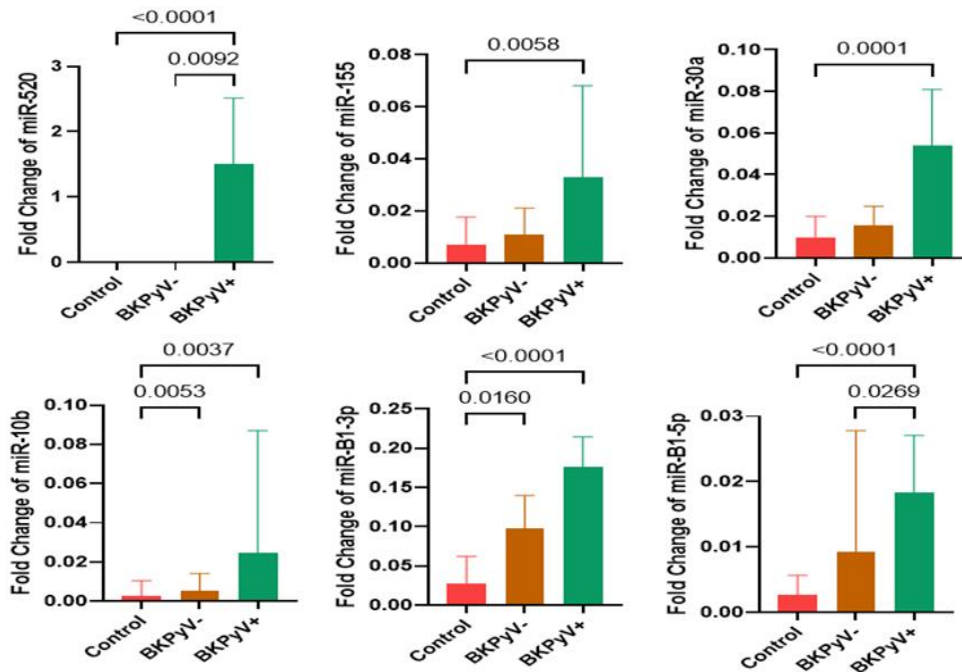 <0.0001
0.0092
Fold Change of miR-520
3
2
1
0
Control
BKPyV-
BKPyV+
0.0058
Fold Change of miR-155
0.08
0.06
0.04
0.02
0.00
Control
BKPyV-
BKPyV+
0.0001
Fold Change of miR-30a
0.10
0.08
0.06
0.04
0.02
0.00
Control
BKPyV-
BKPyV+
0.0037
0.0053
Fold Change of miR-10b
0.10
0.08
0.06
0.04
0.02
0.00
Control
BKPyV-
BKPyV+
<0.0001
0.0160
Fold Change of miR-B1-3p
0.25
0.20
0.15
0.10
0.05
0.00
Control
BKPyV-
BKPyV+
<0.0001
0.0269
Fold Change of miR-B1-5p
0.03
0.02
0.01
0.00
Control
BKPyV-
BKPyV+